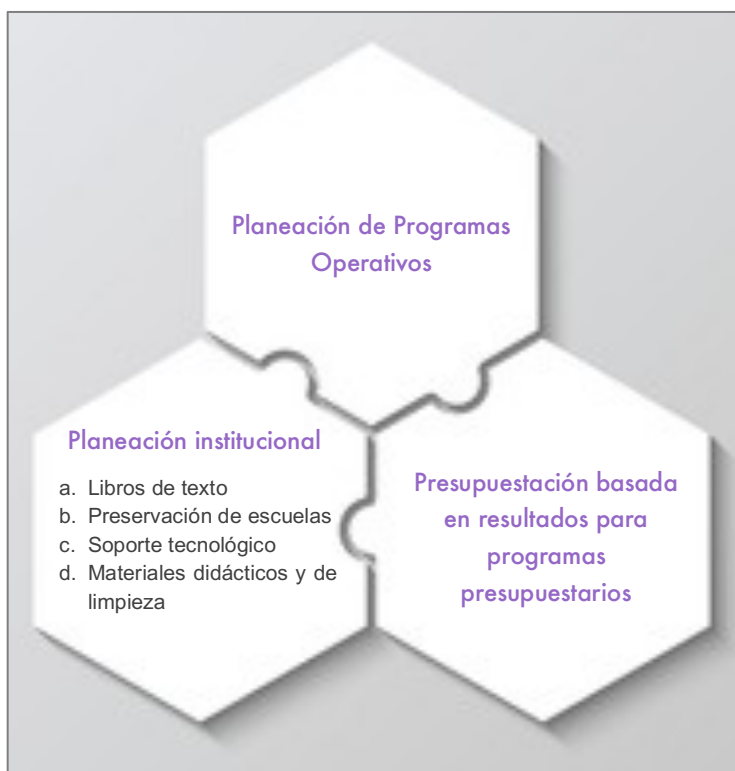 Planeación de Programas
Operativos
Planeación institucional
a. Libros de texto
b. Preservación de escuelas
c. Soporte tecnológico
d. Materiales didácticos y de
limpieza
Presupuestación basada
en resultados para
programas
presupuestarios